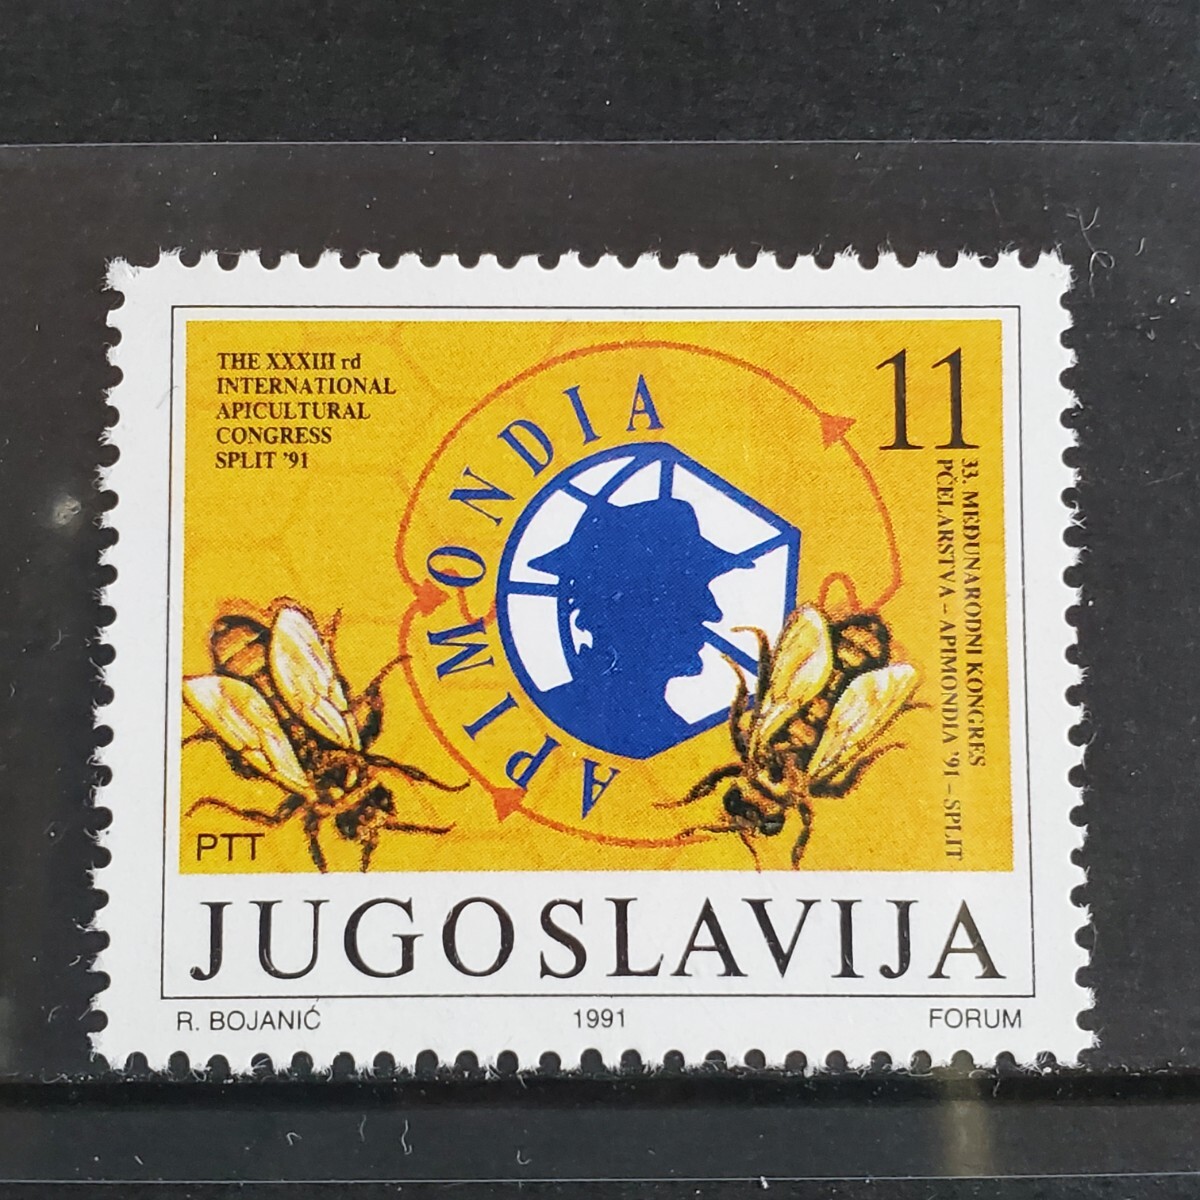 THE XXXIII rd
INTERNATIONAL
APICULTURAL
CONGRESS
SPLIT '91
11
33. MEĐUNARODNI KONGRES
PČELARSTVA – APIMONDIA '91 – SPLIT
APIMONDIA
PTT
JUGOSLAVIJA
R. BOJANIĆ
1991
FORUM